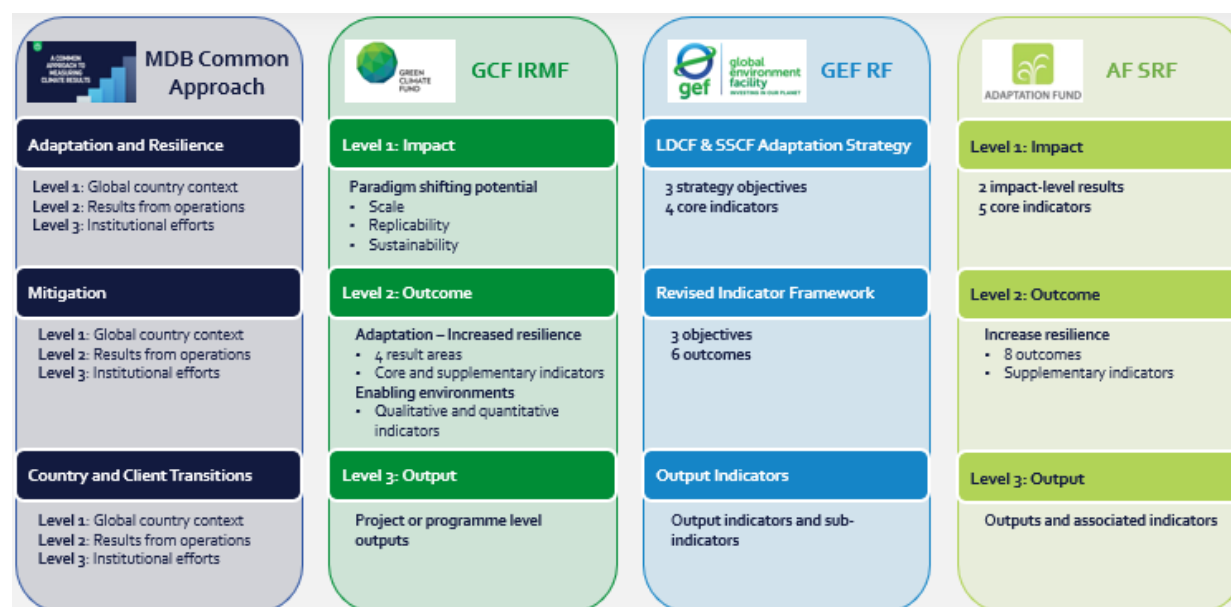 A COMMON
APPROACH TO
MEASURING
CLIMATE RESULTS
MDB Common
Approach
Adaptation and Resilience
Level 1: Global country context
Level 2: Results from operations
Level 3: Institutional efforts
Mitigation
Level 1: Global country context
Level 2: Results from operations
Level 3: Institutional efforts
Country and Client Transitions
Level 1: Global country context
Level 2: Results from operations
Level 3: Institutional efforts
GREEN
CLIMATE
FUND
GCF IRMF
Level 1: Impact
Paradigm shifting potential
• Scale
• Replicability
• Sustainability
Level 2: Outcome
Adaptation – Increased resilience
• 4 result areas
• Core and supplementary indicators
Enabling environments
• Qualitative and quantitative
indicators
Level 3: Output
Project or programme level
outputs
gef
global
environment
facility
INVESTING IN OUR PLANET
GEF RF
LDCF & SSCF Adaptation Strategy
3 strategy objectives
4 core indicators
Revised Indicator Framework
3 objectives
6 outcomes
Output Indicators
Output indicators and sub-
indicators
ADAPTATION FUND
AF SRF
Level 1: Impact
2 impact-level results
5 core indicators
Level 2: Outcome
Increase resilience
• 8 outcomes
• Supplementary indicators
Level 3: Output
Outputs and associated indicators